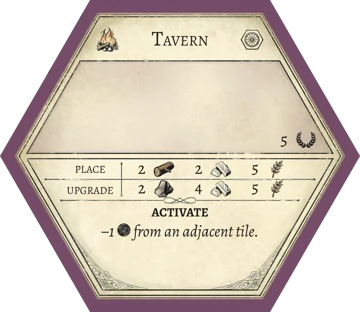 Tavern
5
PLACE 2 2 5
UPGRADE 2 4 5
ACTIVATE
–1 from an adjacent tile.